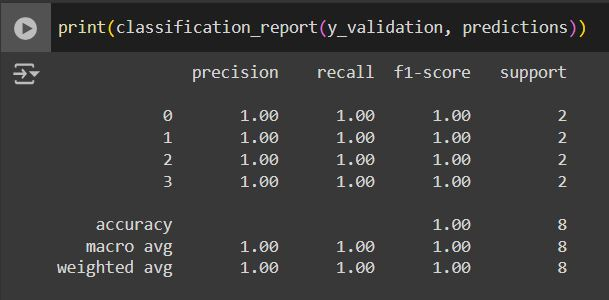 print(classification_report(y_validation, predictions))
precision recall f1-score support
0 1.00 1.00 1.00 2
1 1.00 1.00 1.00 2
2 1.00 1.00 1.00 2
3 1.00 1.00 1.00 2
accuracy 1.00 8
macro avg 1.00 1.00 1.00 8
weighted avg 1.00 1.00 1.00 8